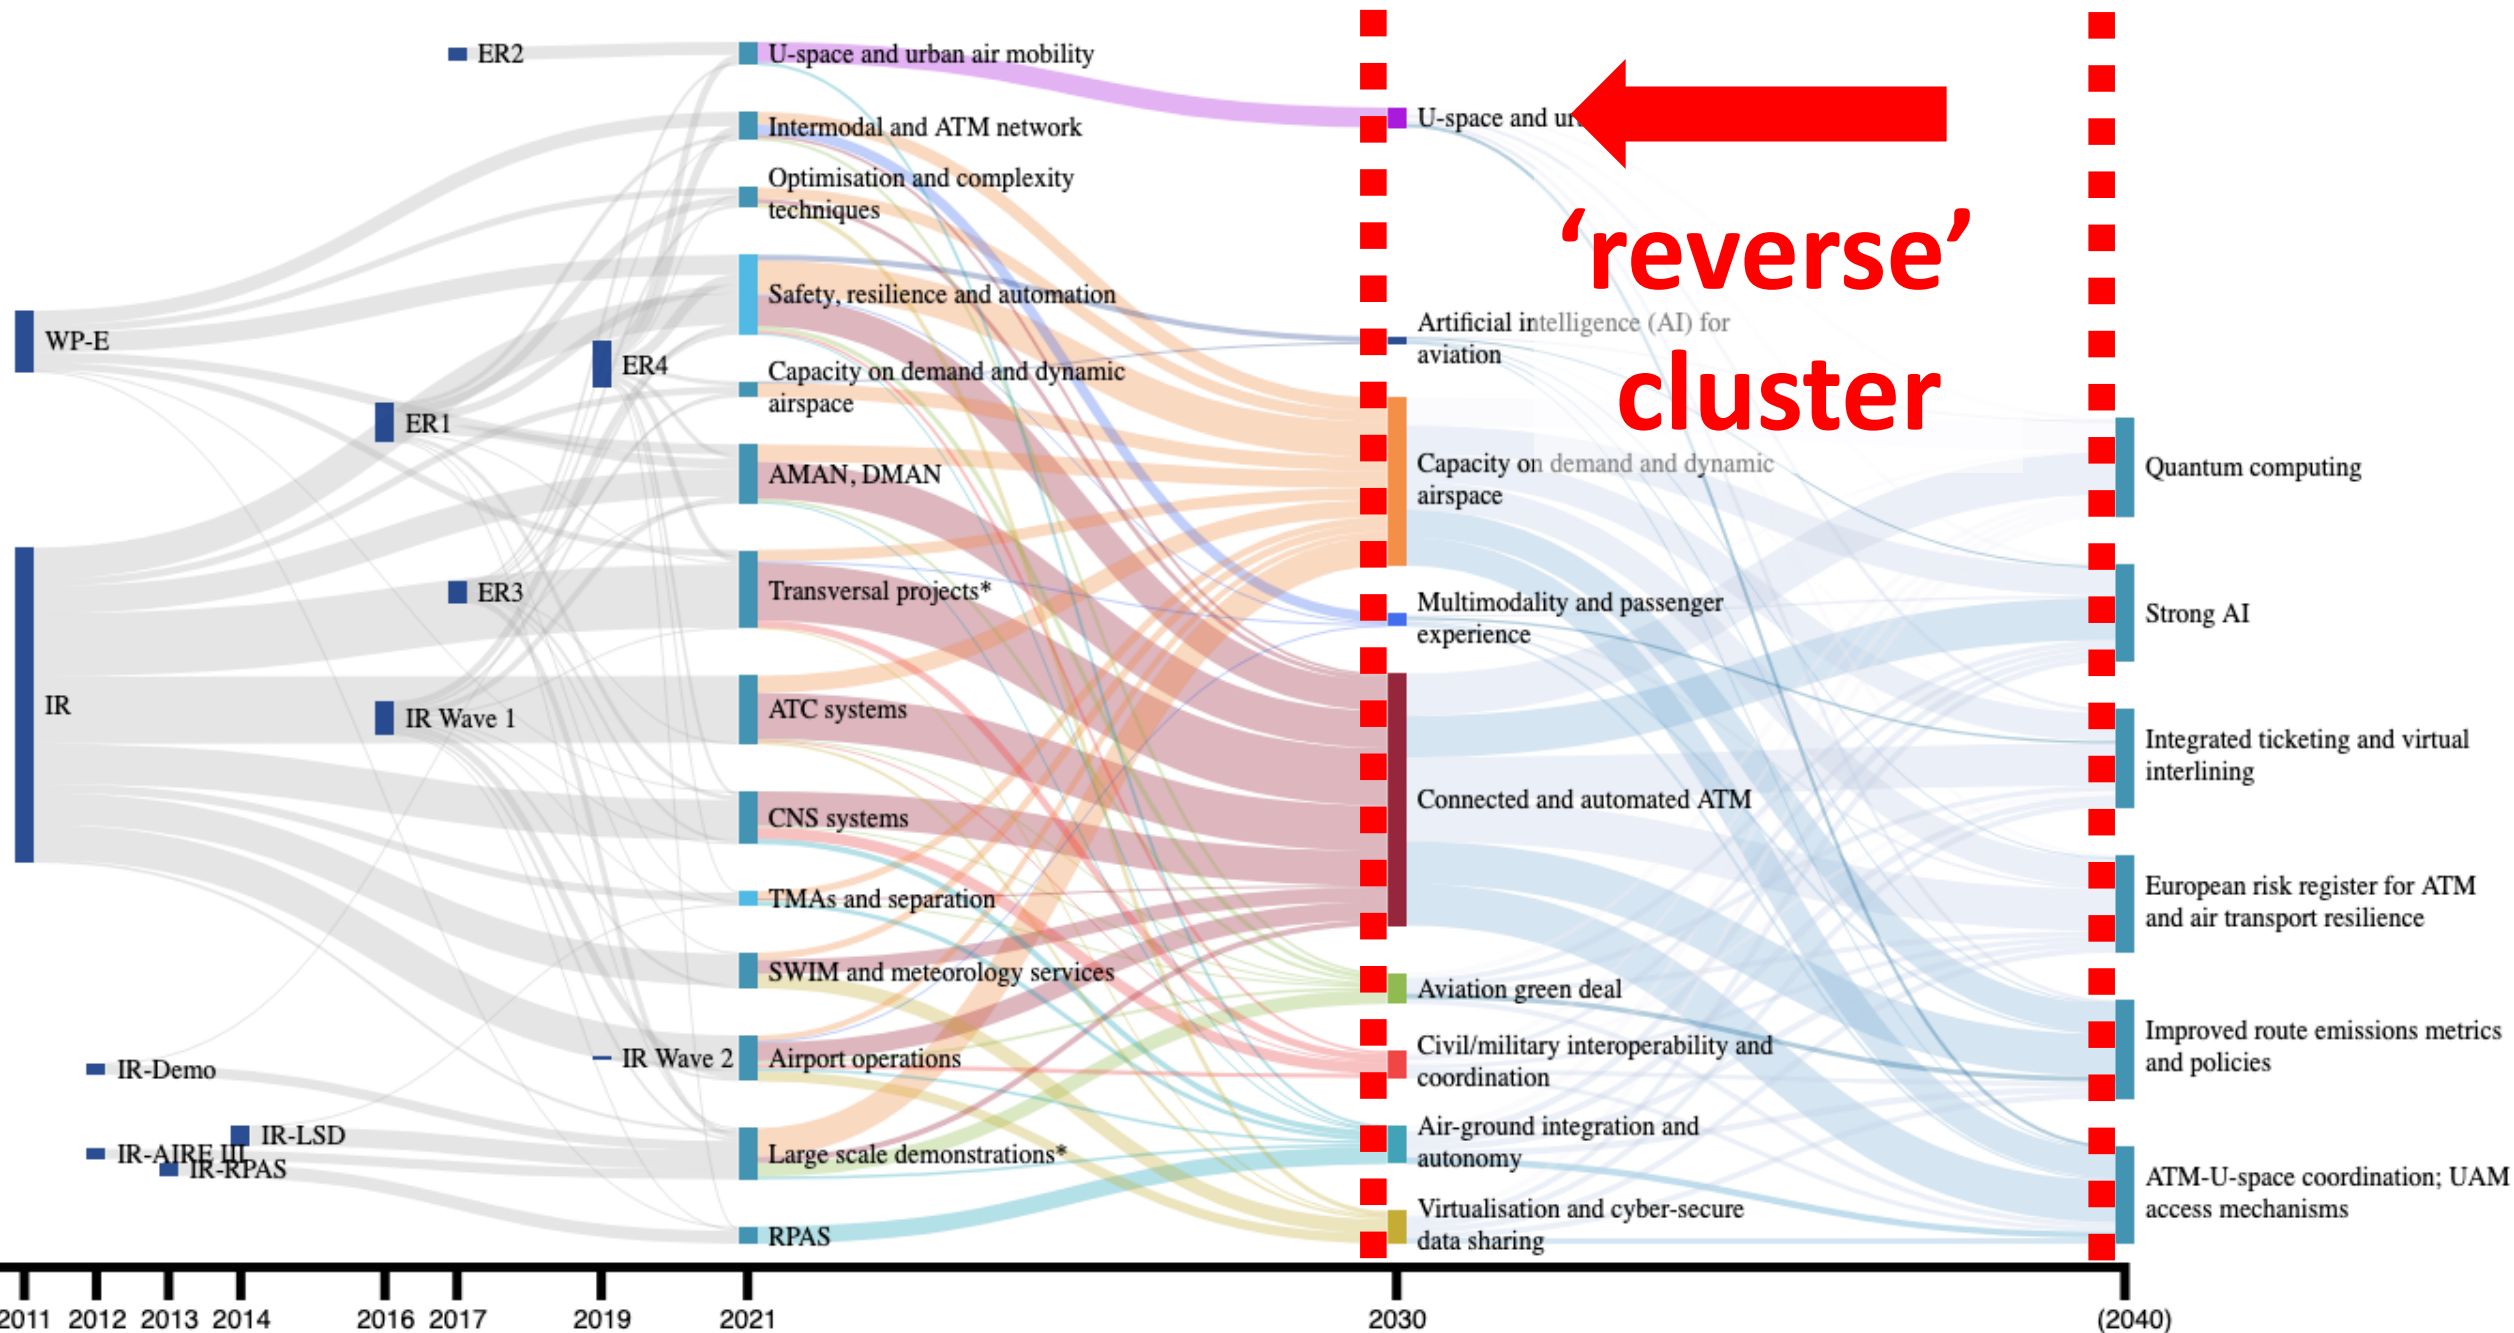 ER2
WP-E
ER1
ER4
IR
ER3
IR Wave 1
IR Wave 2
IR-Demo
IR-LSD
IR-AIRE III
IR-RPAS
U-space and urban air mobility
Intermodal and ATM network
Optimisation and complexity
techniques
Safety, resilience and automation
Capacity on demand and dynamic
airspace
AMAN, DMAN
Transversal projects*
ATC systems
CNS systems
TMAs and separation
SWIM and meteorology services
Airport operations
Large scale demonstrations*
RPAS
U-space and
Artificial intelligence (AI) for
aviation
Capacity on demand and dynamic
airspace
Multimodality and passenger
experience
Connected and automated ATM
Aviation green deal
Civil/military interoperability and
coordination
Air-ground integration and
autonomy
Virtualisation and cyber-secure
data sharing
‘reverse’
cluster
Quantum computing
Strong AI
Integrated ticketing and virtual
interlining
European risk register for ATM
and air transport resilience
Improved route emissions metrics
and policies
ATM-U-space coordination; UAM
access mechanisms
2011 2012 2013 2014 2016 2017 2019 2021 2030 (2040)